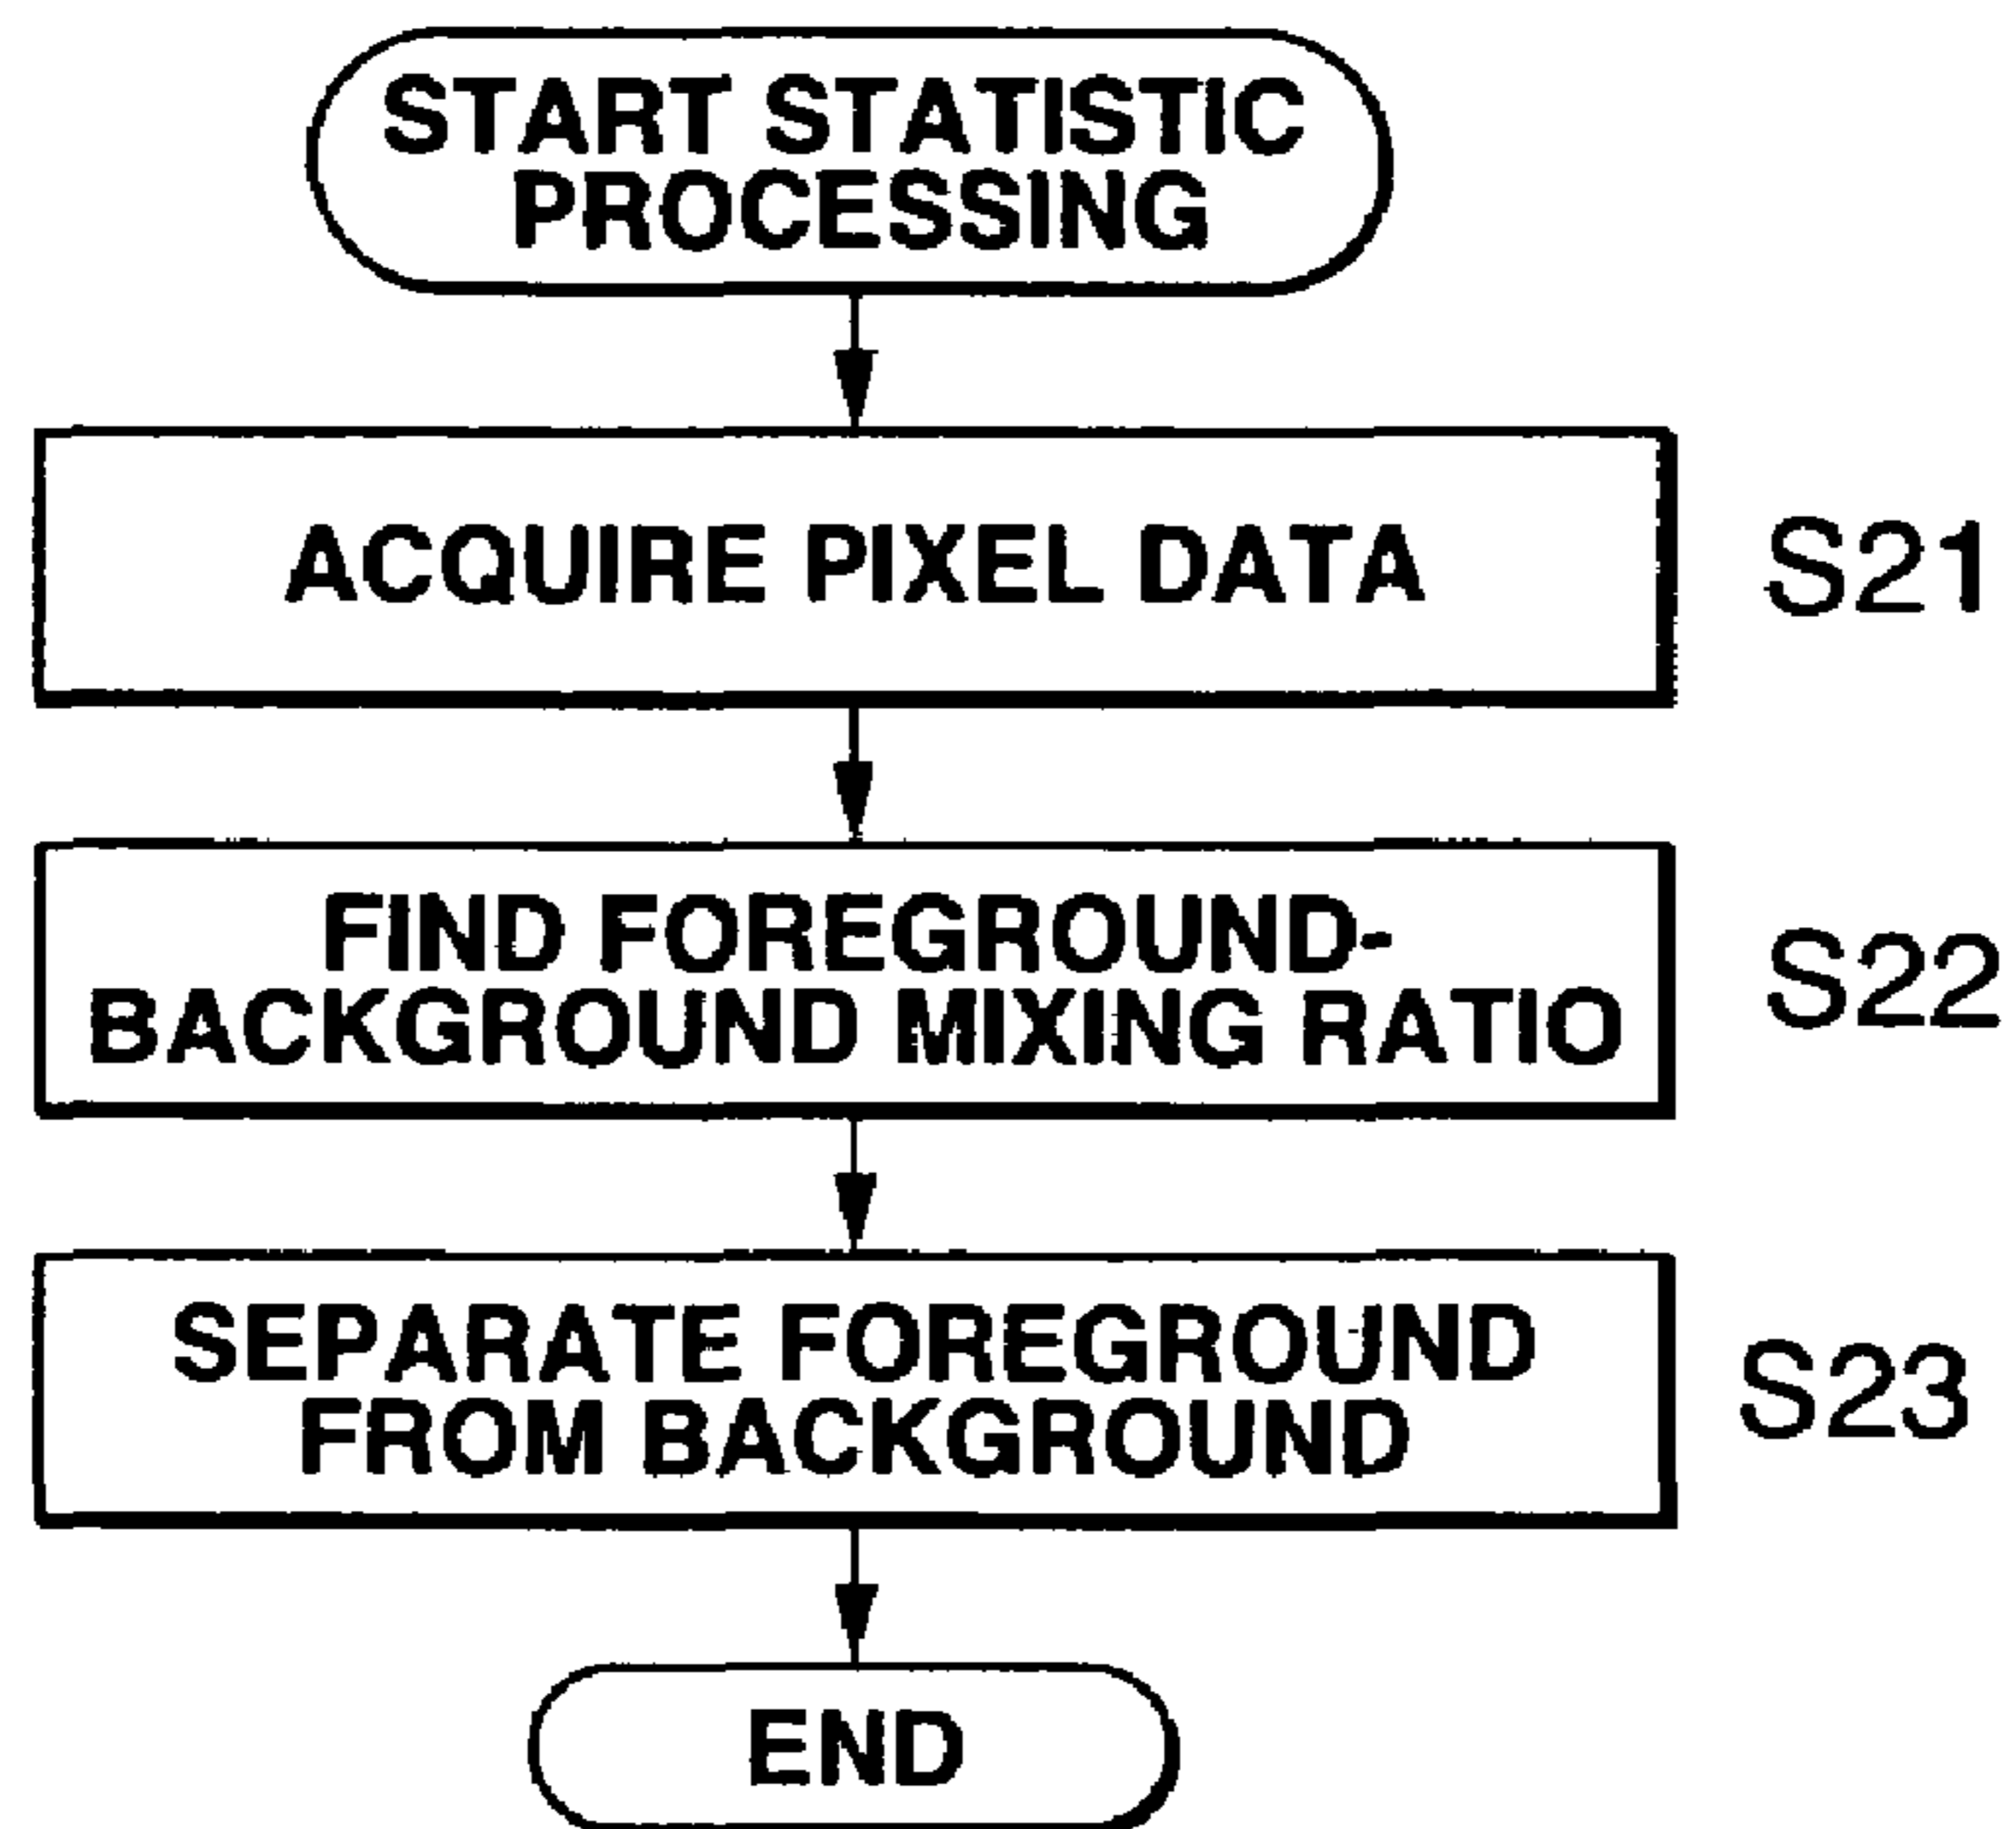 START STATISTIC
PROCESSING
ACQUIRE PIXEL DATA
S21
FIND FOREGROUND-
BACKGROUND MIXING RATIO
S22
SEPARATE FOREGROUND
FROM BACKGROUND
S23
END